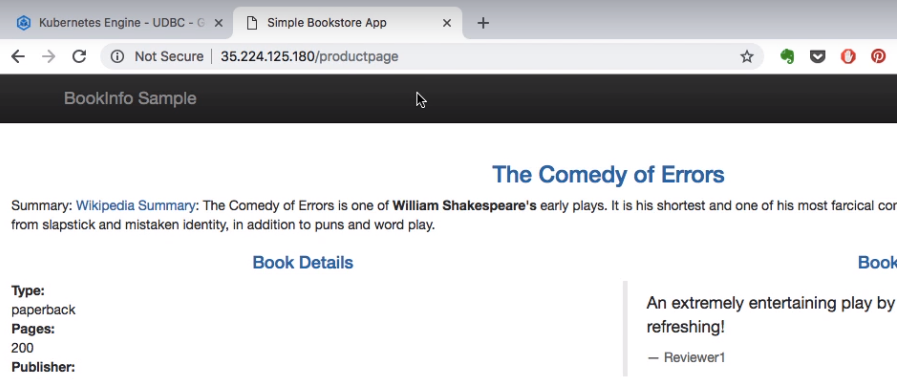 Kubernetes Engine - UDBC - G
Simple Bookstore App
Not Secure
35.224.125.180/productpage
BookInfo Sample
The Comedy of Errors
Summary: Wikipedia Summary: The Comedy of Errors is one of William Shakespeare's early plays. It is his shortest and one of his most farcical
from slapstick and mistaken identity, in addition to puns and word play.
Book Details
Book
Type:
paperback
Pages:
200
Publisher:
An extremely entertaining play by
refreshing!
— Reviewer1